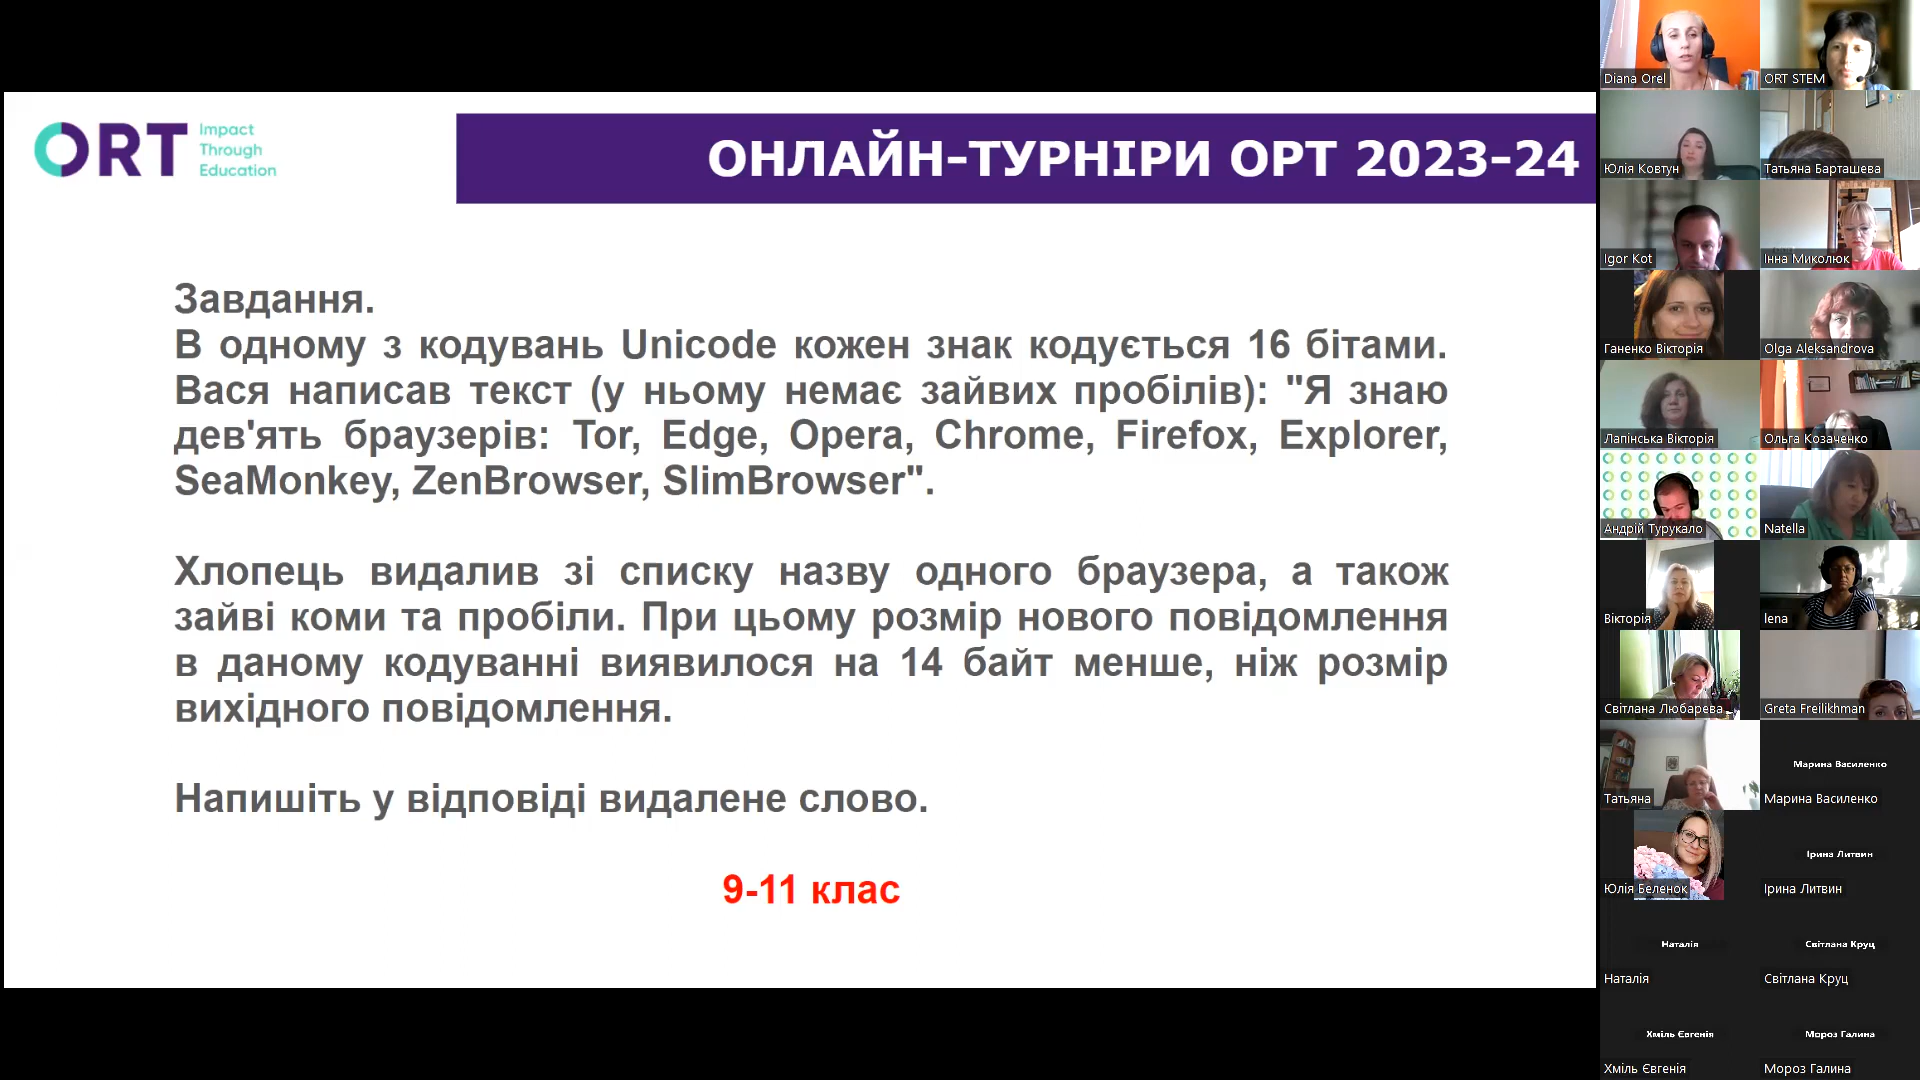 ORT
Impact
Through
Education
ОНЛАЙН-ТУРНІРИ ОРТ 2023-24
Завдання.
В одному з кодувань Unicode кожен знак кодується 16 бітами.
Вася написав текст (у ньому немає зайвих пробілів): "Я знаю
дев'ять браузерів: Tor, Edge, Opera, Chrome, Firefox, Explorer,
SeaMonkey, ZenBrowser, SlimBrowser".
Хлопець видалив зі списку назву одного браузера, а також
зайві коми та пробіли. При цьому розмір нового повідомлення
в даному кодуванні виявилося на 14 байт менше, ніж розмір
вихідного повідомлення.
Напишіть у відповіді видалене слово.
9-11 клас
Diana Orel
ORT STEM
Юлія Ковтун
Татьяна Барташева
Igor Kot
Інна Миколюк
Ганенко Вікторія
Olga Aleksandrova
Лапінська Вікторія
Ольга Козаченко
Андрій Турукало
Natella
Вікторія
lena
Світлана Любарева
Greta Freilikhman
Татьяна
Марина Василенко
Марина Василенко
Юлія Беленок
Ірина Литвин
Ірина Литвин
Наталія
Наталія
Світлана Круц
Світлана Круц
Хміль Євгенія
Хміль Євгенія
Мороз Галина
Мороз Галина